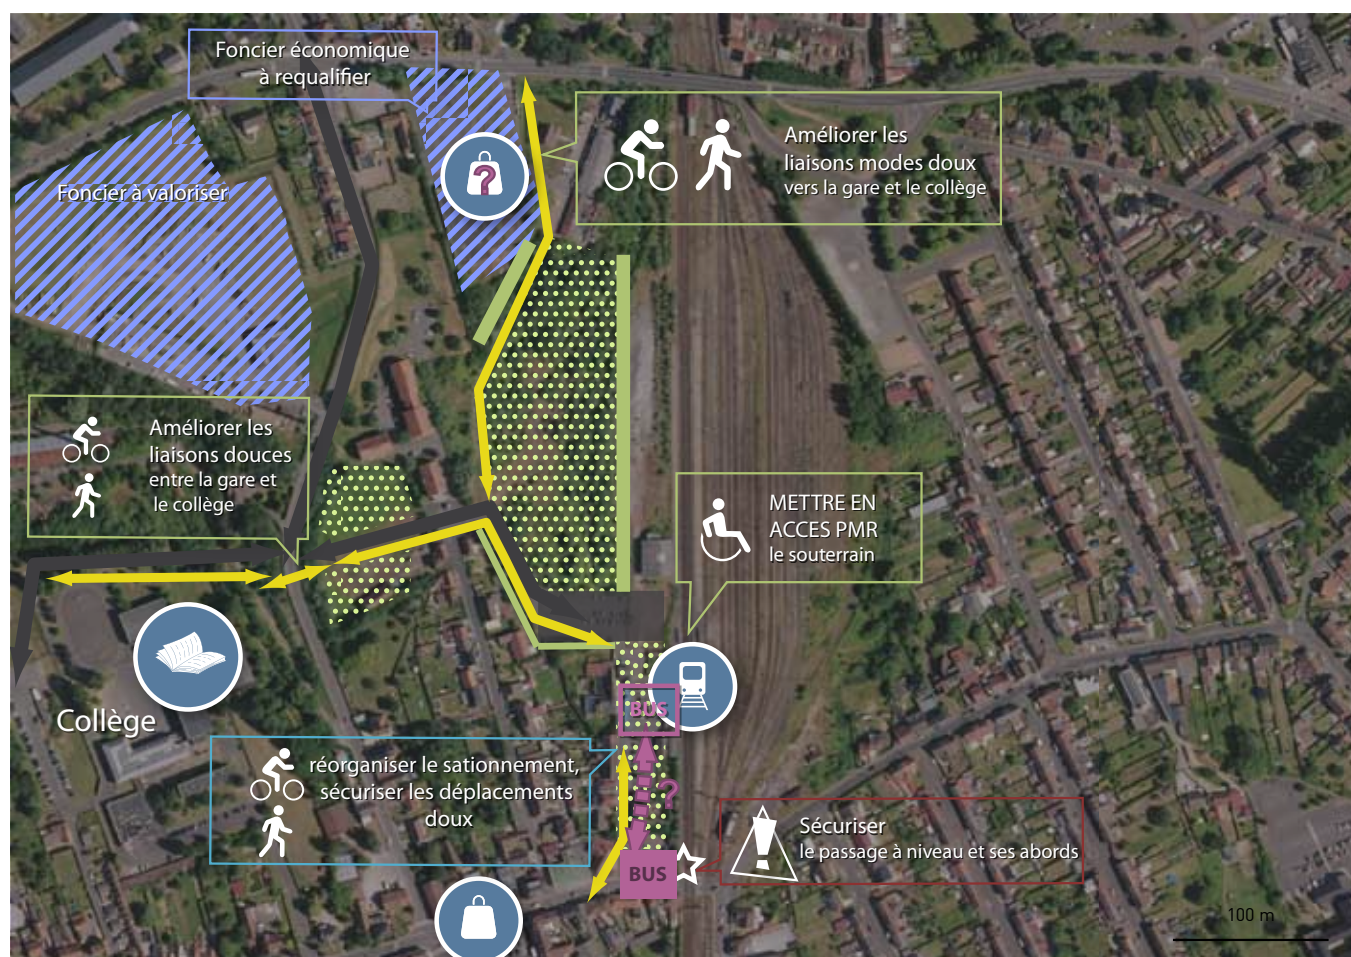 Foncier économique
à requalifier
Améliorer les
liaisons modes doux
vers la gare et le collège
Foncier à valoriser
?
Améliorer les
liaisons douces
entre la gare et
le collège
METTRE EN
ACCES PMR
le souterrain
BUS
Collège
réorganiser le sationnement,
sécuriser les déplacements
doux
?
Sécuriser
le passage à niveau et ses abords
BUS
100 m